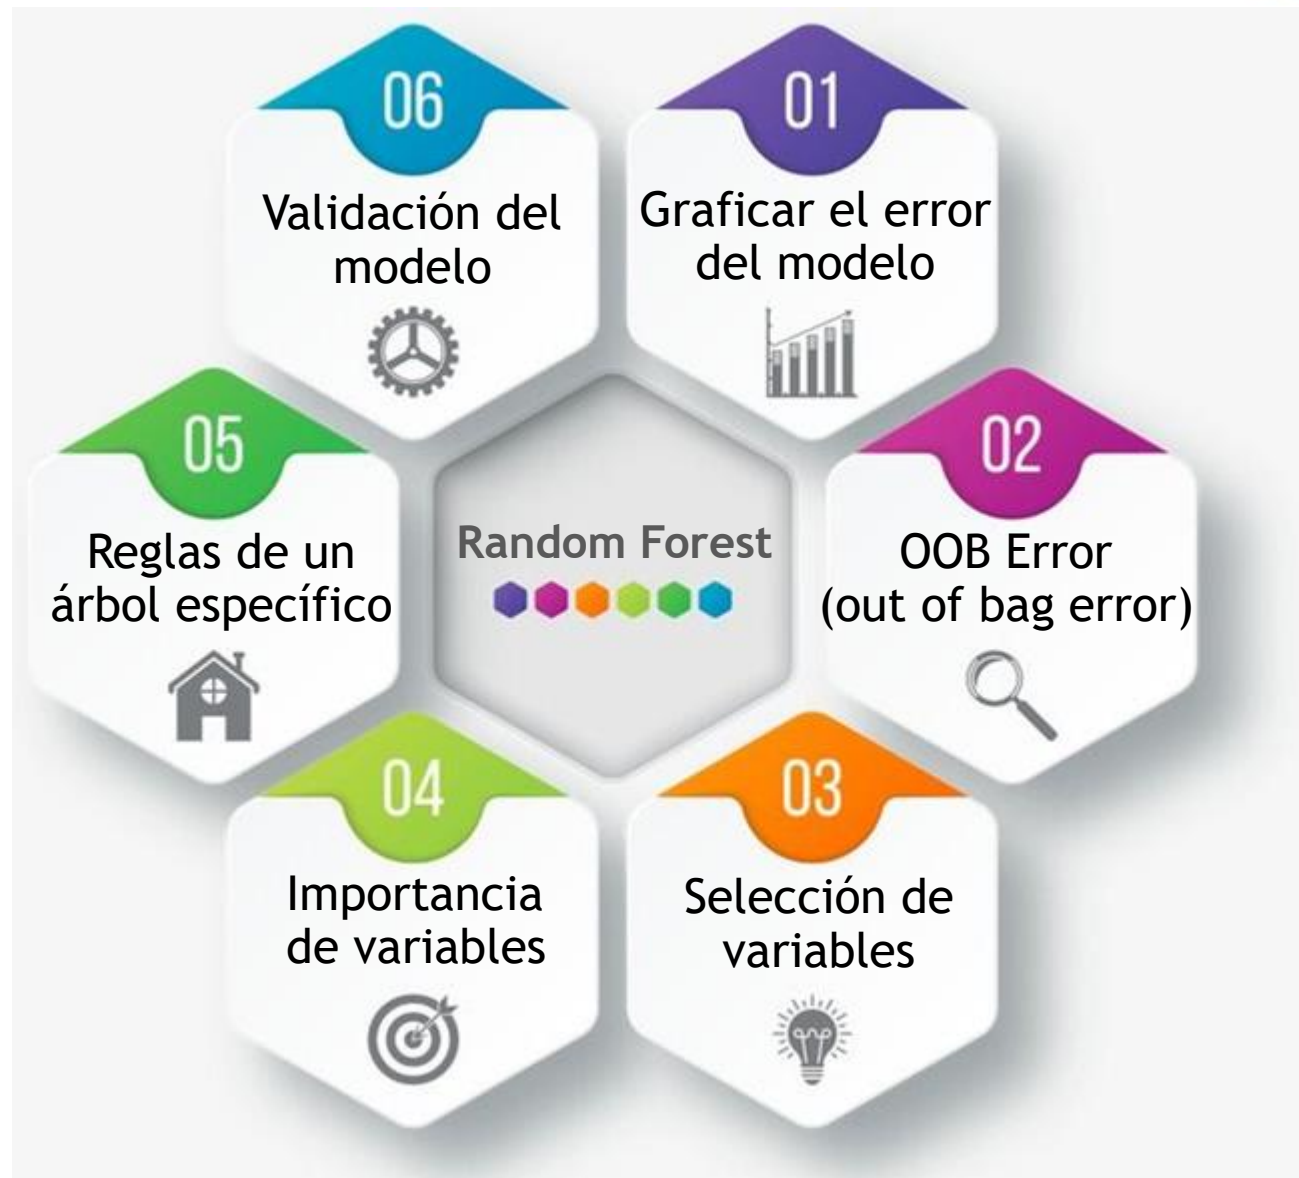 01
Graficar el error
del modelo
02
OOB Error
(out of bag error)
03
Selección de
variables
04
Importancia
de variables
05
Reglas de un
árbol específico
06
Validación del
modelo
Random Forest